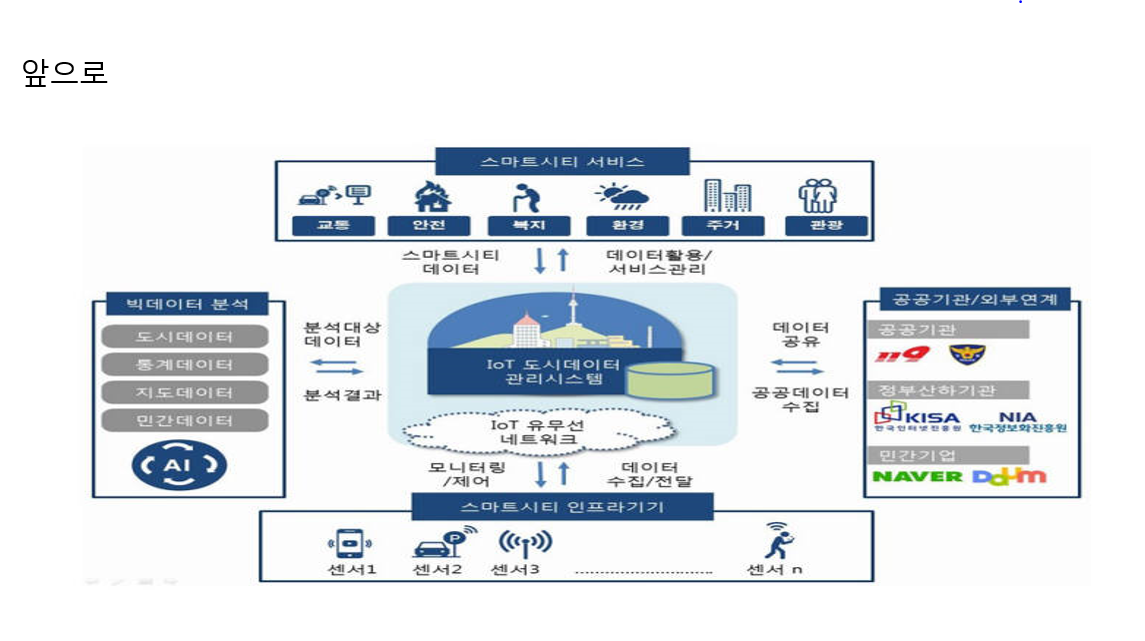 앞으로
스마트시티 서비스
교통
안전
복지
환경
주거
관광
스마트시티
데이터
데이터활용/
서비스관리
빅데이터 분석
도시데이터
통계데이터
지도데이터
민간데이터
AI
분석대상
데이터
분석결과
IoT 도시데이터
관리시스템
IoT 유무선
네트워크
데이터
공유
공공데이터
수집
공공기관/외부연계
공공기관
119
정부산하기관
KISA
한국인터넷진흥원
NIA
한국정보화진흥원
민간기업
NAVER
Daum
모니터링
/제어
데이터
수집/전달
스마트시티 인프라기기
P
센서1
센서2
센서3
센서 n